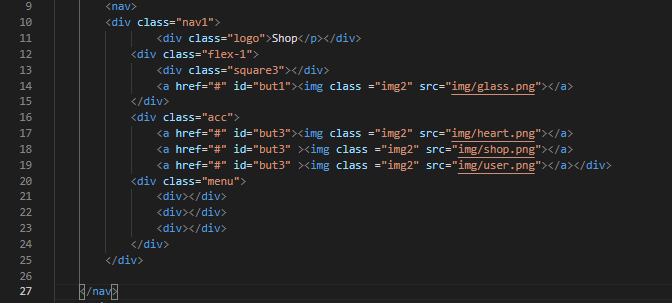 9 <nav>
10 <div class="nav1">
11 <div class="logo">Shop</p></div>
12 <div class="flex-1">
13 <div class="square3"></div>
14 <a href="#" id="but1"><img class ="img2" src="img/glass.png"></a>
15 </div>
16 <div class="acc">
17 <a href="#" id="but3"><img class ="img2" src="img/heart.png"></a>
18 <a href="#" id="but3" ><img class ="img2" src="img/shop.png"></a>
19 <a href="#" id="but3" ><img class ="img2" src="img/user.png"></a></div>
20 <div class="menu">
21 <div></div>
22 <div></div>
23 <div></div>
24 </div>
25 </div>
26
27 </nav>